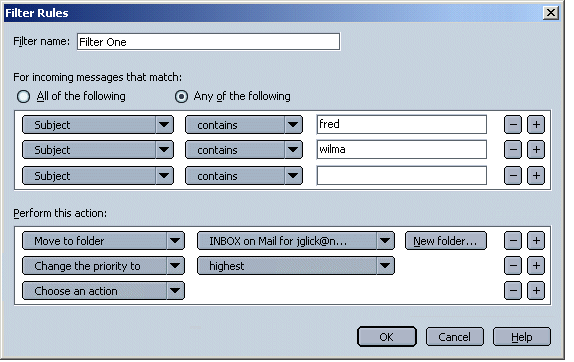 Filter Rules
Filter name: Filter One
For incoming messages that match:
All of the following Any of the following
Subject contains fred
Subject contains wilma
Subject contains
Perform this action:
Move to folder INBOX on Mail for jglick@n... New folder...
Change the priority to highest
Choose an action
OK Cancel Help